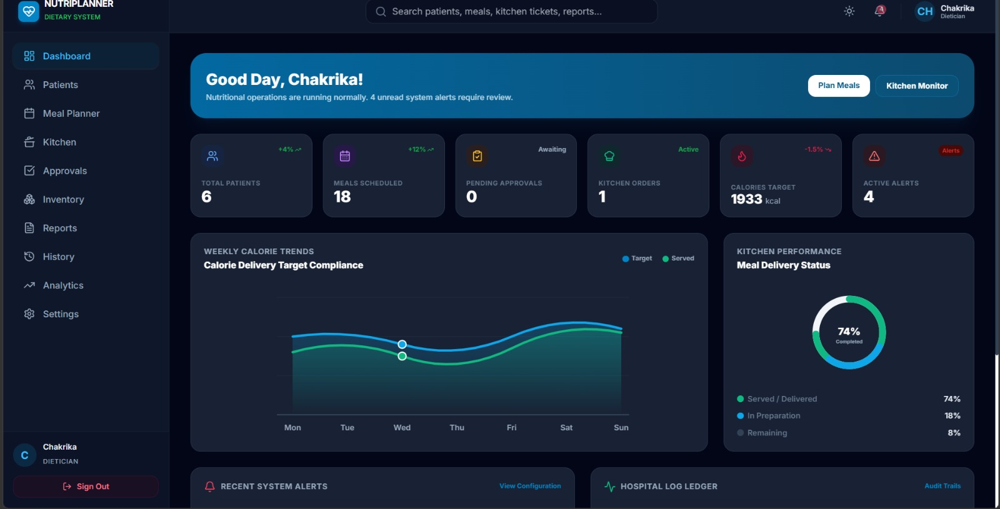 NUTRIPLANNER
DIETARY SYSTEM
Search patients, meals, kitchen tickets, reports...
4
CH
Chakrika
Dietician
Dashboard
Patients
Meal Planner
Kitchen
Approvals
Inventory
Reports
History
Analytics
Settings
C
Chakrika
DIETICIAN
Sign Out
Good Day, Chakrika!
Nutritional operations are running normally. 4 unread system alerts require review.
Plan Meals
Kitchen Monitor
+4%
TOTAL PATIENTS
6
+12%
MEALS SCHEDULED
18
Awaiting
PENDING APPROVALS
0
Active
KITCHEN ORDERS
1
-1.5%
CALORIES TARGET
1933 kcal
Alerts
ACTIVE ALERTS
4
WEEKLY CALORIE TRENDS
Calorie Delivery Target Compliance
Target Served
Mon Tue Wed Thu Fri Sat Sun
KITCHEN PERFORMANCE
Meal Delivery Status
74%
Completed
Served / Delivered 74%
In Preparation 18%
Remaining 8%
RECENT SYSTEM ALERTS View Configuration
HOSPITAL LOG LEDGER Audit Trails